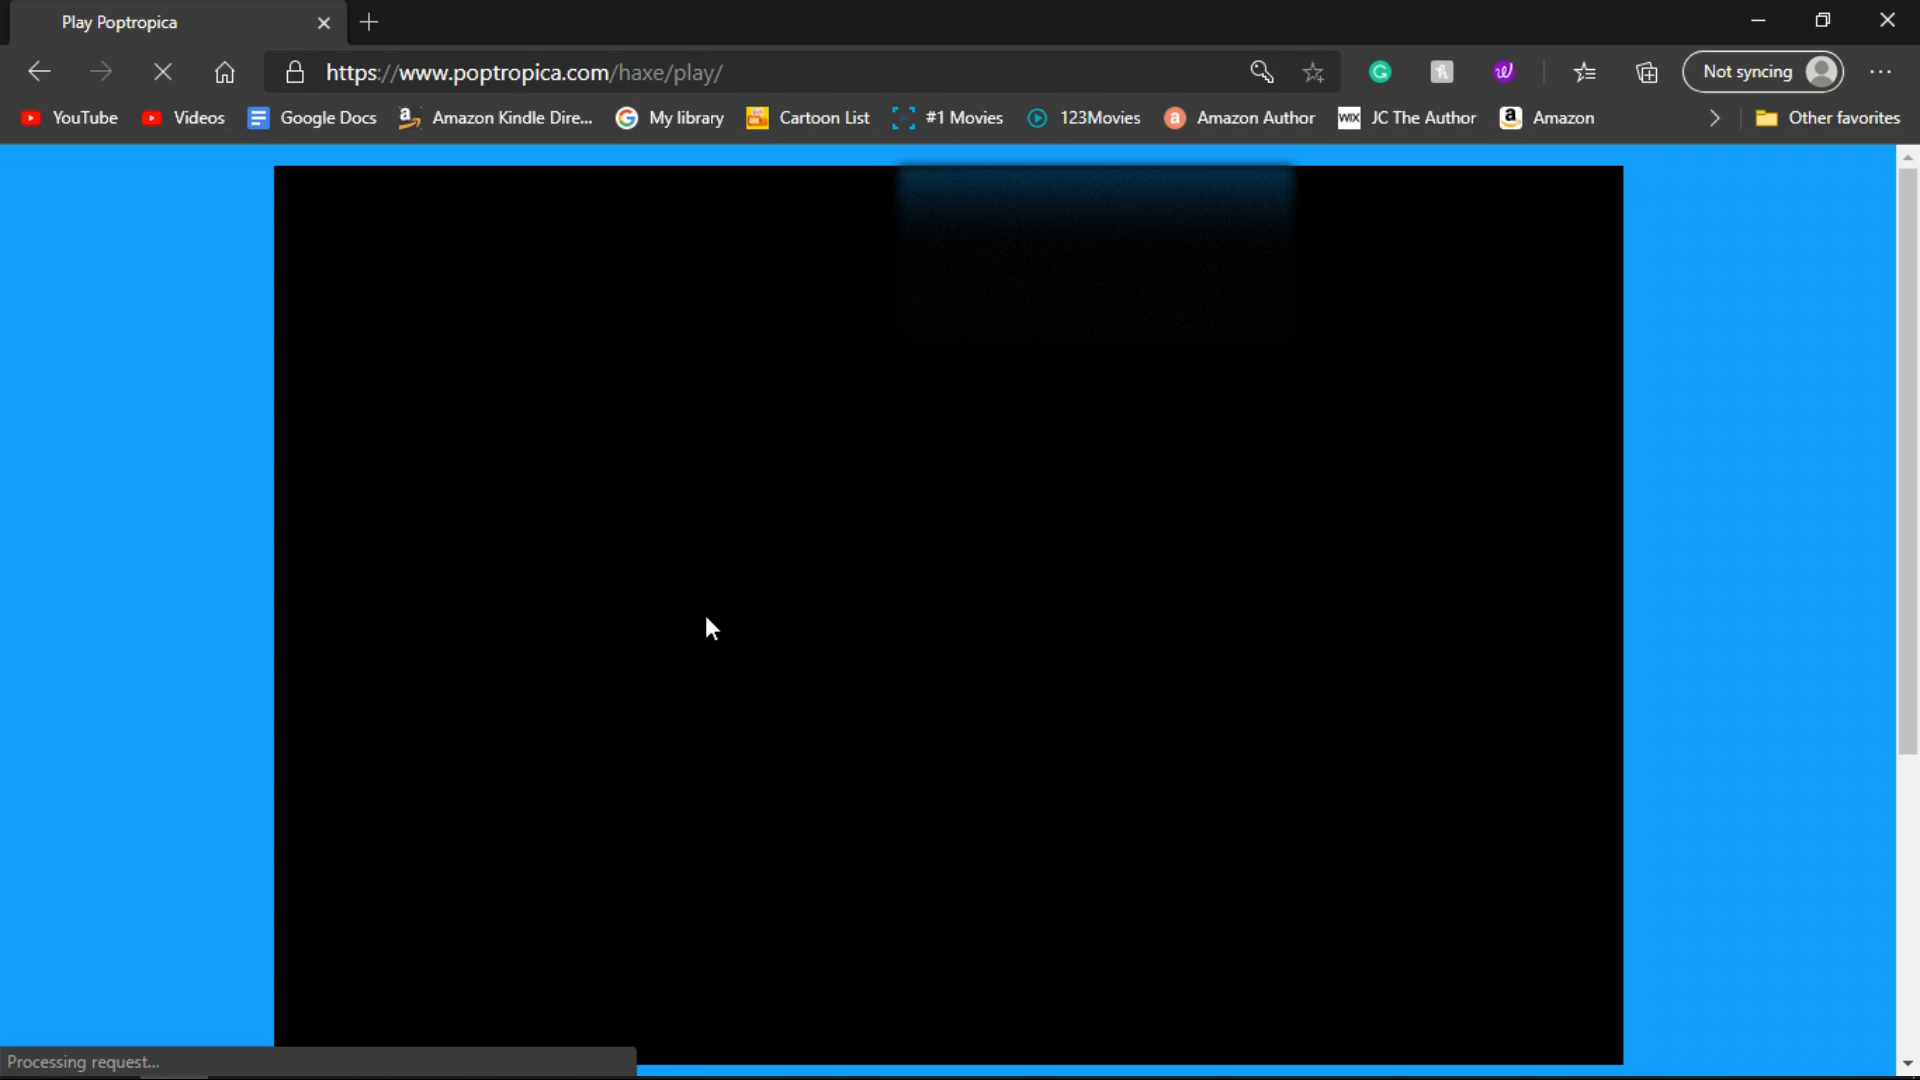 Play Poptropica
https://www.poptropica.com/haxe/play/
Not syncing
YouTube Videos Google Docs Amazon Kindle Dire... My library Cartoon List #1 Movies 123Movies Amazon Author WIX JC The Author Amazon Other favorites
Processing request...